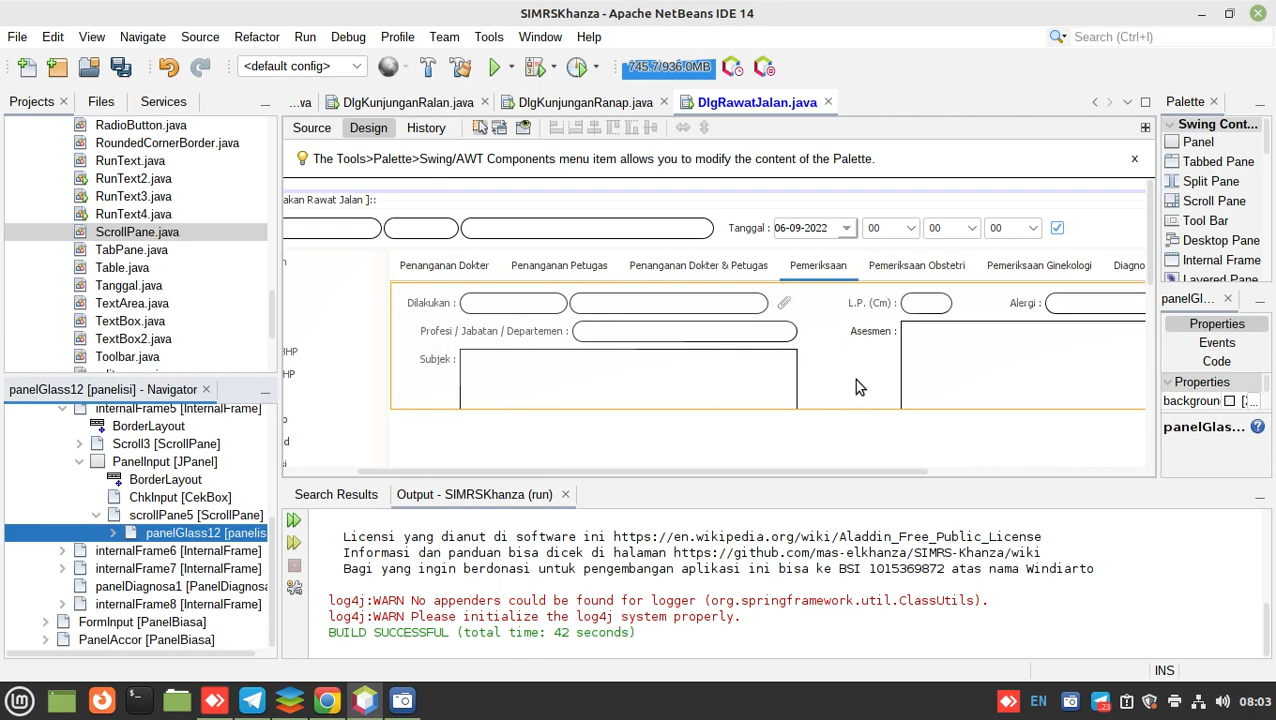 SIMRSKhanza - Apache NetBeans IDE 14
File Edit View Navigate Source Refactor Run Debug Profile Team Tools Window Help
Search (Ctrl+I)
<default config>
745.7/936.0MB
Projects
Files
Services
...va
DlgKunjunganRalan.java
DlgKunjunganRanap.java
DlgRawatJalan.java
Palette
RadioButton.java
RoundedCornerBorder.java
RunText.java
RunText2.java
RunText3.java
RunText4.java
ScrollPane.java
TabPane.java
Table.java
Tanggal.java
TextArea.java
TextBox.java
TextBox2.java
Toolbar.java
Source
Design
History
The Tools>Palette>Swing/AWT Components menu item allows you to modify the content of the Palette.
akan Rawat Jalan ]::
Tanggal :
06-09-2022
00
00
00
Penanganan Dokter
Penanganan Petugas
Penanganan Dokter & Petugas
Pemeriksaan
Pemeriksaan Obstetri
Pemeriksaan Ginekologi
Diagno
Dilakukan :
L.P. (Cm) :
Alergi :
Profesi / Jabatan / Departemen :
Asesmen :
Subjek :
3HP
HP
Swing Cont...
Panel
Tabbed Pane
Split Pane
Scroll Pane
Tool Bar
Desktop Pane
Internal Frame
Layered Pane
panelGl...
Properties
Events
Code
Properties
backgroun
panelGlas...
panelGlass12 [panelisi] - Navigator
internalFrame5 [InternalFrame]
BorderLayout
Scroll3 [ScrollPane]
PanelInput [JPanel]
BorderLayout
ChkInput [CekBox]
scrollPane5 [ScrollPane]
panelGlass12 [panelis
internalFrame6 [InternalFrame]
internalFrame7 [InternalFrame]
panelDiagnosa1 [PanelDiagnosa
internalFrame8 [InternalFrame]
FormInput [PanelBiasa]
PanelAccor [PanelBiasa]
Search Results
Output - SIMRSKhanza (run)
Licensi yang dianut di software ini https://en.wikipedia.org/wiki/Aladdin_Free_Public_License
Informasi dan panduan bisa dicek di halaman https://github.com/mas-elkhanza/SIMRS-Khanza/wiki
Bagi yang ingin berdonasi untuk pengembangan aplikasi ini bisa ke BSI 1015369872 atas nama Windiarto
log4j:WARN No appenders could be found for logger (org.springframework.util.ClassUtils).
log4j:WARN Please initialize the log4j system properly.
BUILD SUCCESSFUL (total time: 42 seconds)
INS
EN
23
08:03